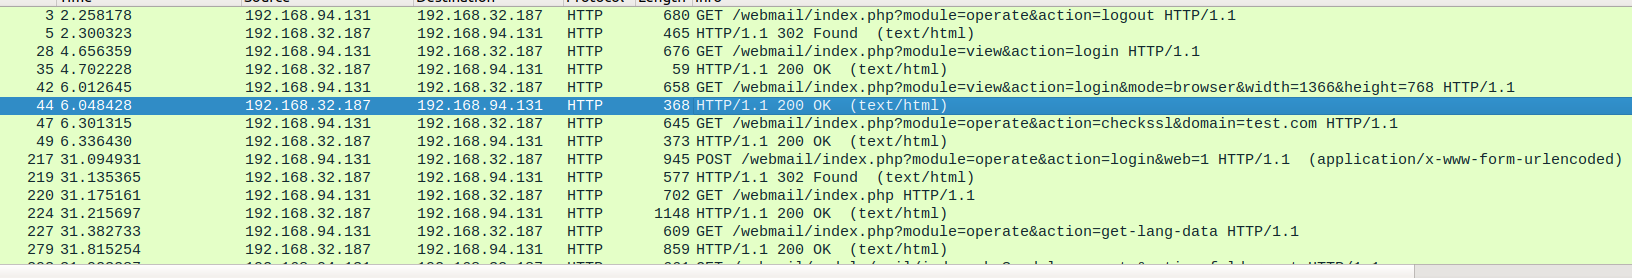 Time Source Destination Protocol Length Info
3 2.258178 192.168.94.131 192.168.32.187 HTTP 680 GET /webmail/index.php?module=operate&action=logout HTTP/1.1
5 2.300323 192.168.32.187 192.168.94.131 HTTP 465 HTTP/1.1 302 Found (text/html)
28 4.656359 192.168.94.131 192.168.32.187 HTTP 676 GET /webmail/index.php?module=view&action=login HTTP/1.1
35 4.702228 192.168.32.187 192.168.94.131 HTTP 59 HTTP/1.1 200 OK (text/html)
42 6.012645 192.168.94.131 192.168.32.187 HTTP 658 GET /webmail/index.php?module=view&action=login&mode=browser&width=1366&height=768 HTTP/1.1
44 6.048428 192.168.32.187 192.168.94.131 HTTP 368 HTTP/1.1 200 OK (text/html)
47 6.301315 192.168.94.131 192.168.32.187 HTTP 645 GET /webmail/index.php?module=operate&action=checkssl&domain=test.com HTTP/1.1
49 6.336430 192.168.32.187 192.168.94.131 HTTP 373 HTTP/1.1 200 OK (text/html)
217 31.094931 192.168.94.131 192.168.32.187 HTTP 945 POST /webmail/index.php?module=operate&action=login&web=1 HTTP/1.1 (application/x-www-form-urlencoded)
219 31.135365 192.168.32.187 192.168.94.131 HTTP 577 HTTP/1.1 302 Found (text/html)
220 31.175161 192.168.94.131 192.168.32.187 HTTP 702 GET /webmail/index.php HTTP/1.1
224 31.215697 192.168.32.187 192.168.94.131 HTTP 1148 HTTP/1.1 200 OK (text/html)
227 31.382733 192.168.94.131 192.168.32.187 HTTP 609 GET /webmail/index.php?module=operate&action=get-lang-data HTTP/1.1
279 31.815254 192.168.32.187 192.168.94.131 HTTP 859 HTTP/1.1 200 OK (text/html)